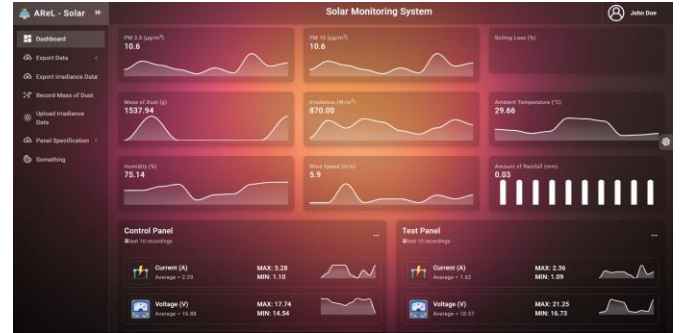 AReL - Solar
Solar Monitoring System
John Doe
Dashboard
Export Data
Export Irradiance Data
Record Mass of Dust
Upload Irradiance
Data
Panel Specification
Something
PM 2.5 (µg/m³)
10.6
PM 10 (µg/m³)
10.6
Soiling Loss (%)
Mass of Dust (g)
1537.94
Irradiance (W/m²)
870.00
Ambient Temperature (°C)
29.66
Humidity (%)
75.14
Wind Speed (m/s)
5.9
Amount of Rainfall (mm)
0.03
Control Panel
last 10 recordings
Current (A)
Average = 2.29
MAX: 3.28
MIN: 1.10
Voltage (V)
Average = 16.88
MAX: 17.74
MIN: 14.54
Test Panel
last 10 recordings
Current (A)
Average = 1.62
MAX: 2.36
MIN: 1.09
Voltage (V)
Average = 18.57
MAX: 21.25
MIN: 16.73